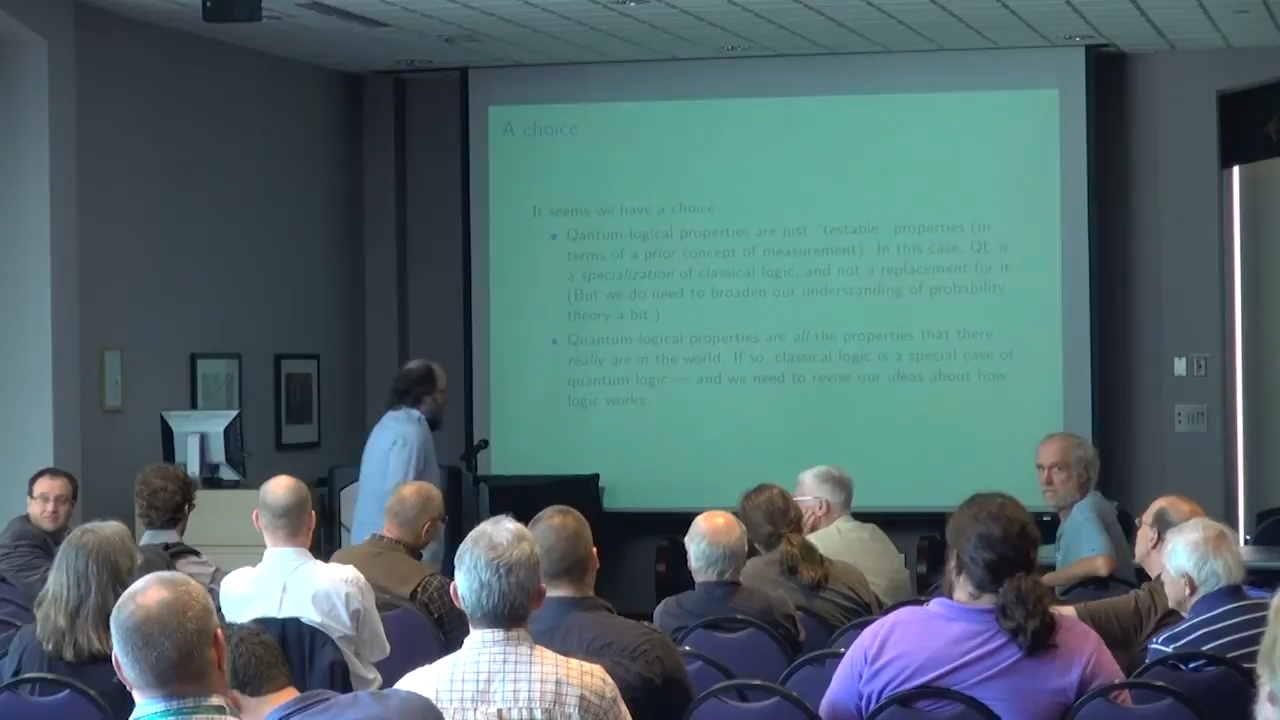 A choice
It seems we have a choice
• Qantum-logical properties are just 'testable' properties (in
terms of a prior concept of measurement). In this case, QL is
a specialization of classical logic, and not a replacement for it
(But we do need to broaden our understanding of probability
theory a bit.)
• Quantum-logical properties are all the properties that there
really are in the world. If so, classical logic is a special case of
quantum logic — and we need to revise our ideas about how
logic works.